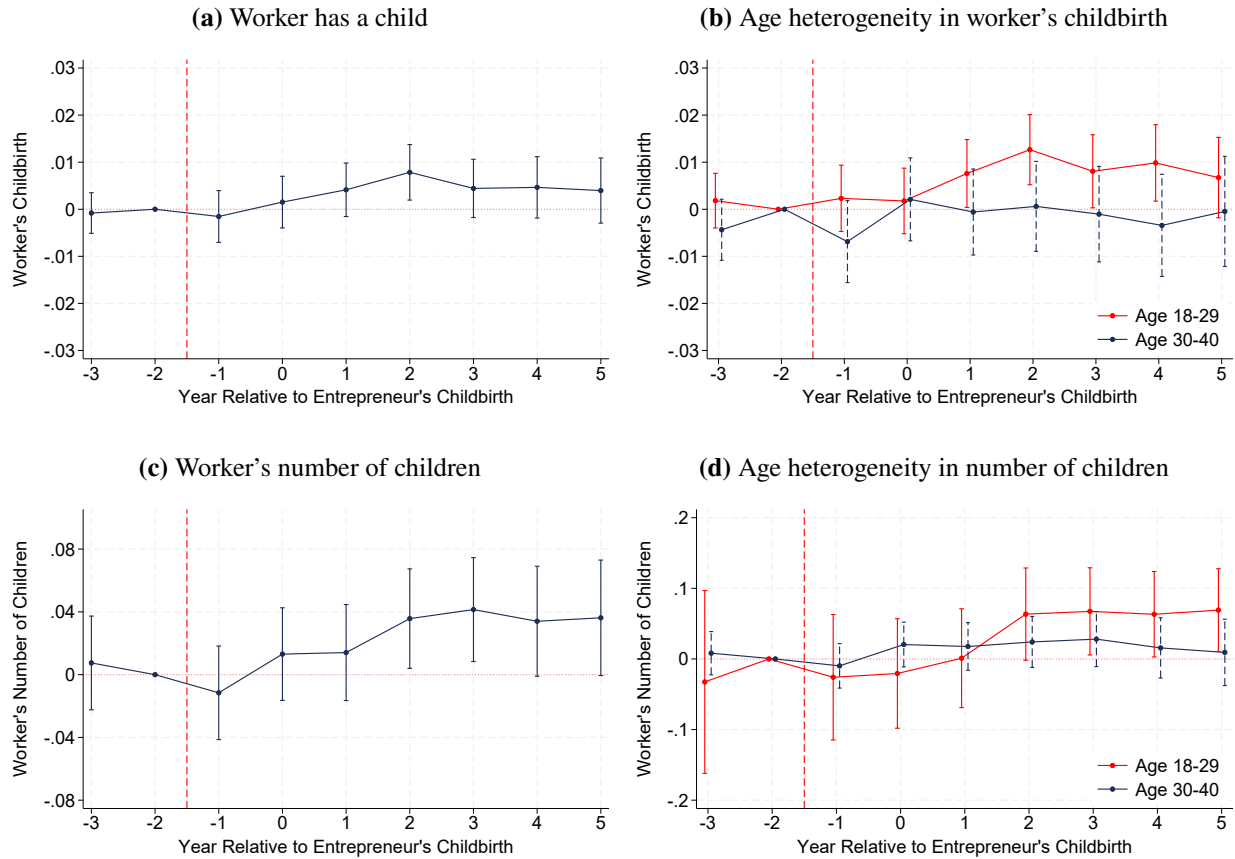 (a) Worker has a child
.03
.02
.01
0
-.01
-.02
-.03
Worker's Childbirth
-3 -2 -1 0 1 2 3 4 5
Year Relative to Entrepreneur's Childbirth
(b) Age heterogeneity in worker's childbirth
.03
.02
.01
0
-.01
-.02
-.03
Worker's Childbirth
Age 18-29
Age 30-40
-3 -2 -1 0 1 2 3 4 5
Year Relative to Entrepreneur's Childbirth
(c) Worker's number of children
.08
.04
0
-.04
-.08
Worker's Number of Children
-3 -2 -1 0 1 2 3 4 5
Year Relative to Entrepreneur's Childbirth
(d) Age heterogeneity in number of children
.2
.1
0
-.1
-.2
Worker's Number of Children
Age 18-29
Age 30-40
-3 -2 -1 0 1 2 3 4 5
Year Relative to Entrepreneur's Childbirth